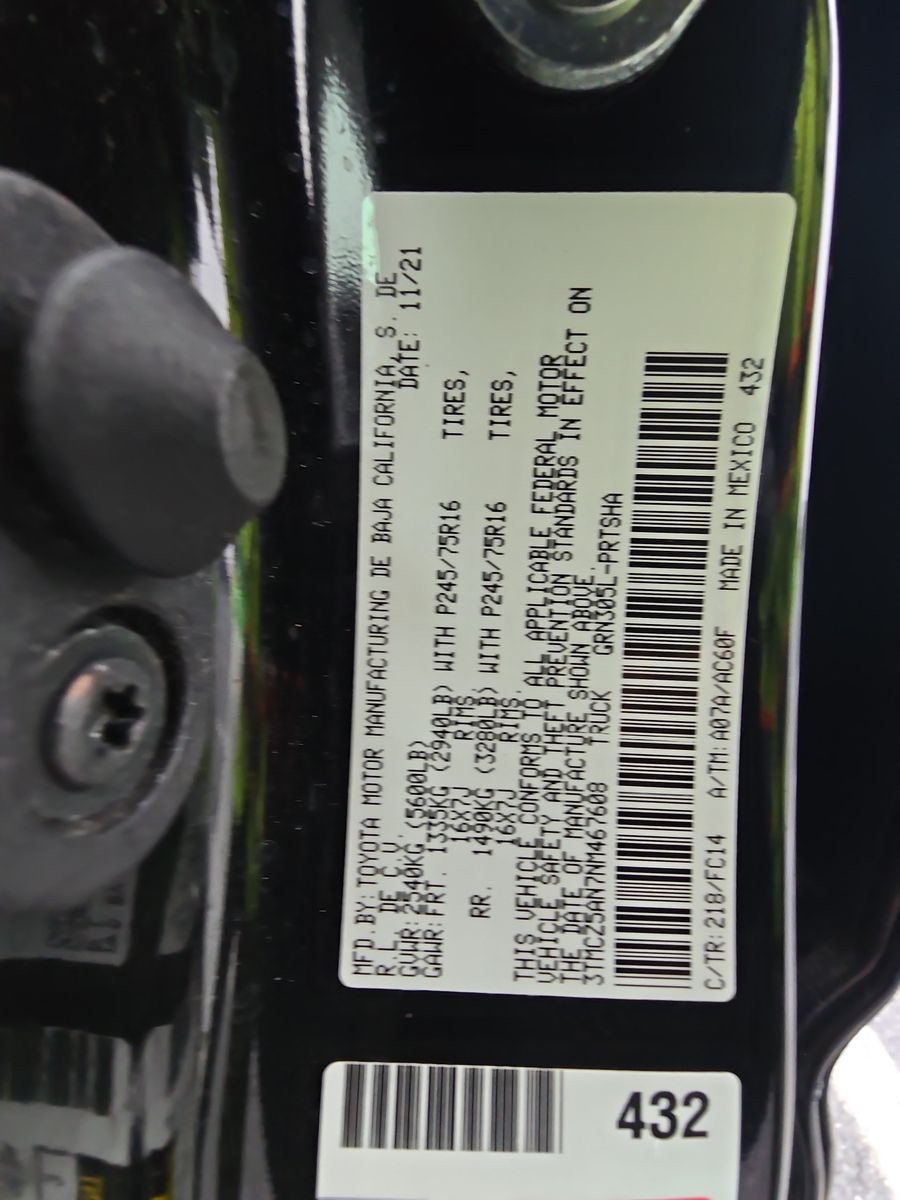 MFD.BY:TOYOTA MOTOR MANUFACTURING DE BAJA CALIFORNIA, S. DE
R.L. DE C.V. DATE: 11/21
GVWR:2540KG (5600LB)
GAWR:FRT. 1335KG (2940LB) WITH P245/75R16 TIRES,
16X7J RIMS.
RR. 1490KG (3280LB) WITH P245/75R16 TIRES,
16X7J RIMS.
THIS VEHICLE CONFORMS TO ALL APPLICABLE FEDERAL MOTOR
VEHICLE SAFETY AND THEFT PREVENTION STANDARDS IN EFFECT ON
THE DATE OF MANUFACTURE SHOWN ABOVE.
3TMCZ5AN7NM467608 TRUCK GRN305L-PRTSHA
C/TR:218/FC14 A/TM:A07A/AC60F MADE IN MEXICO 432
432